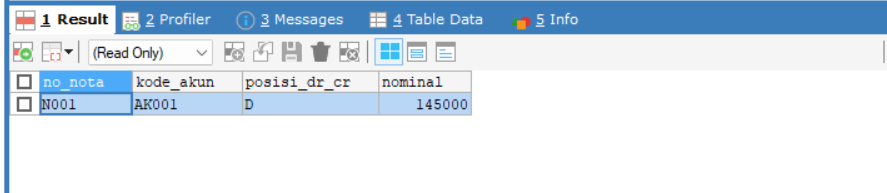 1 Result 2 Profiler 3 Messages 4 Table Data 5 Info
(Read Only)
no_nota kode_akun posisi_dr_cr nominal
N001 AK001 D 145000